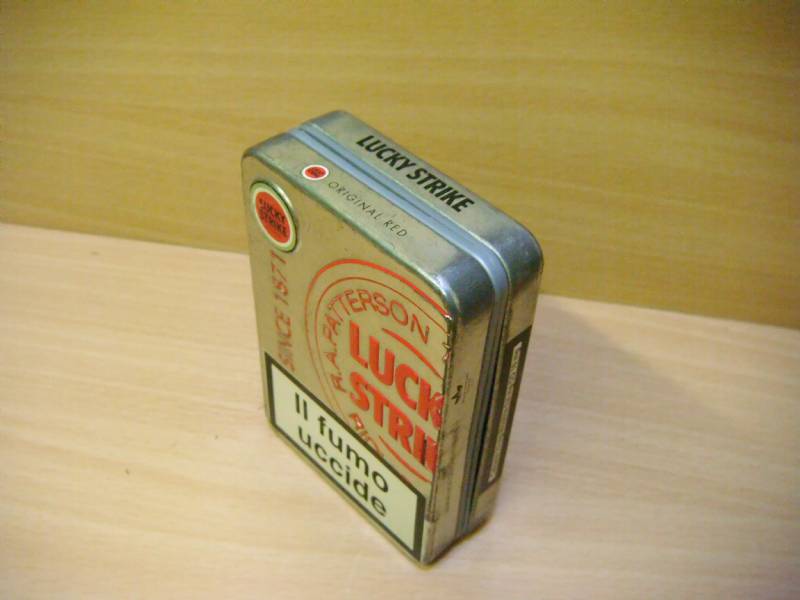 LUCKY STRIKE
ORIGINAL RED
LUCKY
STRIKE
SINCE 1871
R.A.PATTERSON
LUCK
STRI
Il fumo
uccide